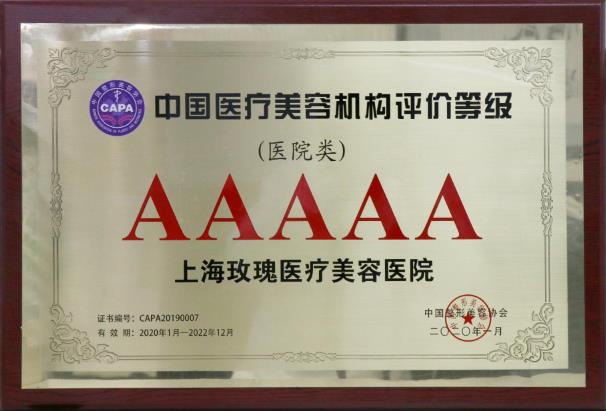 CAPA
中国医疗美容机构评价等级
(医院类)
AAAAA
上海玫瑰医疗美容医院
证书编号：CAPA20190007
有 效 期：2020年1月—2022年12月
中国整形美容协会
二〇二〇年一月